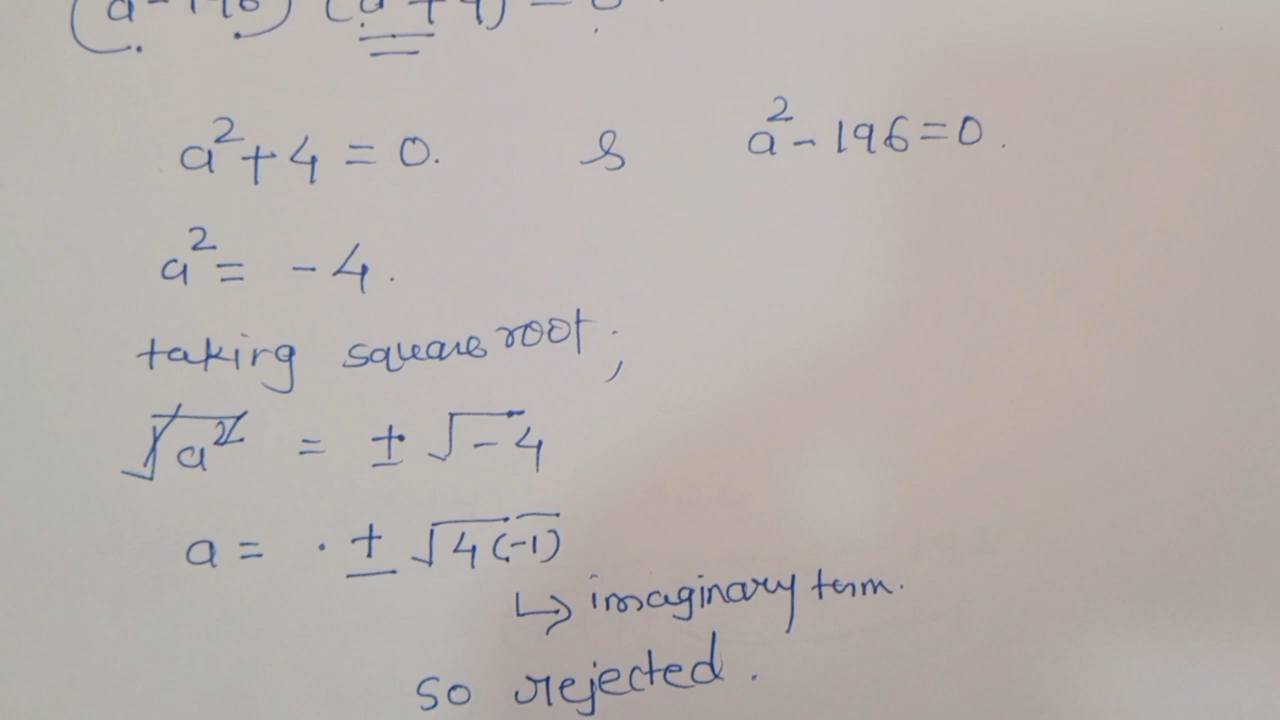 a² + 4 = 0. & a² - 196 = 0.
a² = - 4.
taking square root;
√a² = ± √-4
a = . ± √4(-1)
↳ imaginary term.
so rejected.